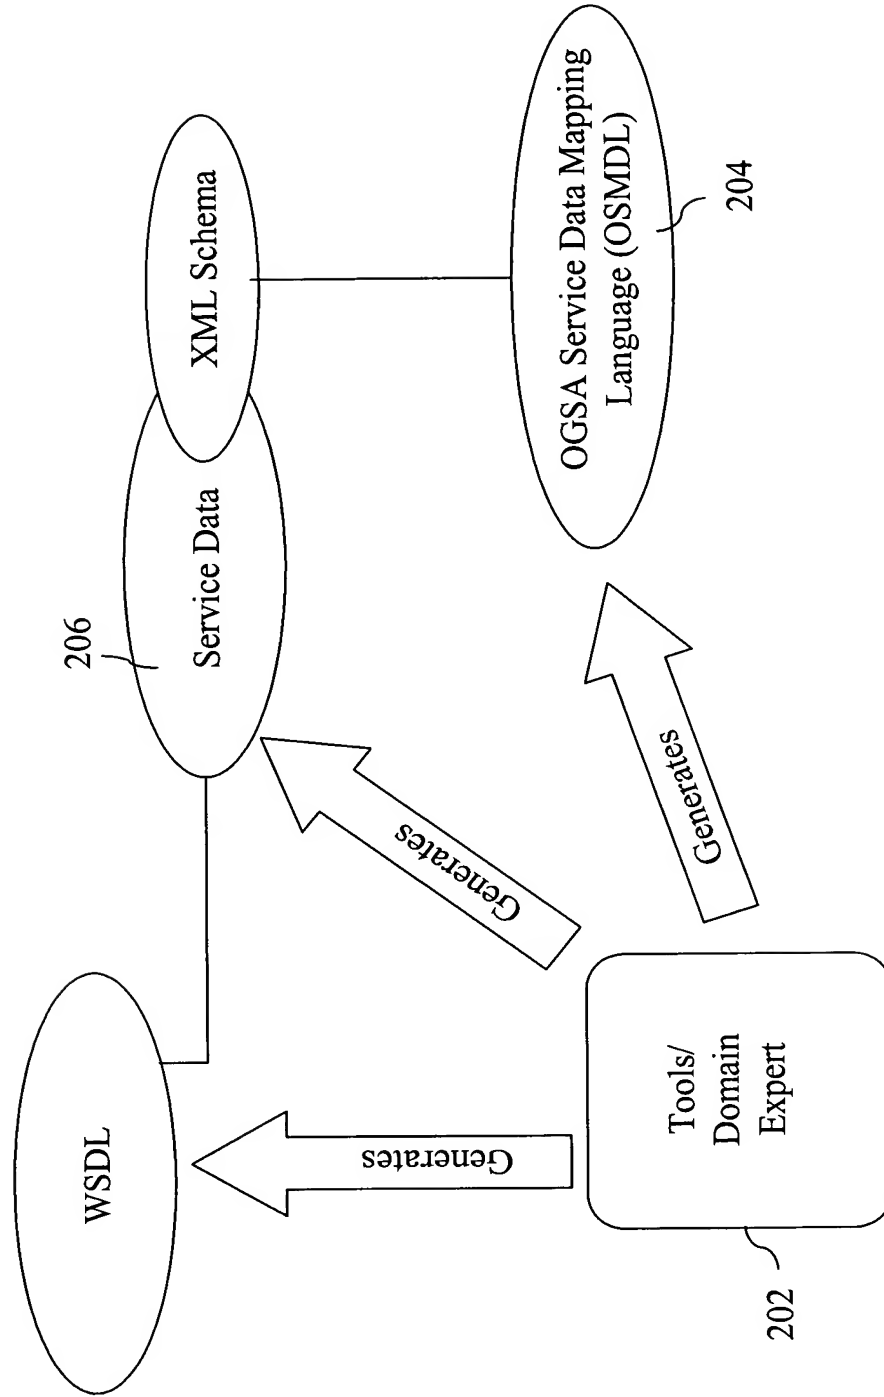 WSDL
206
Service Data
XML Schema
Generates
Generates
Generates
Tools/
Domain
Expert
202
OGSA Service Data Mapping
Language (OSMDL)
204